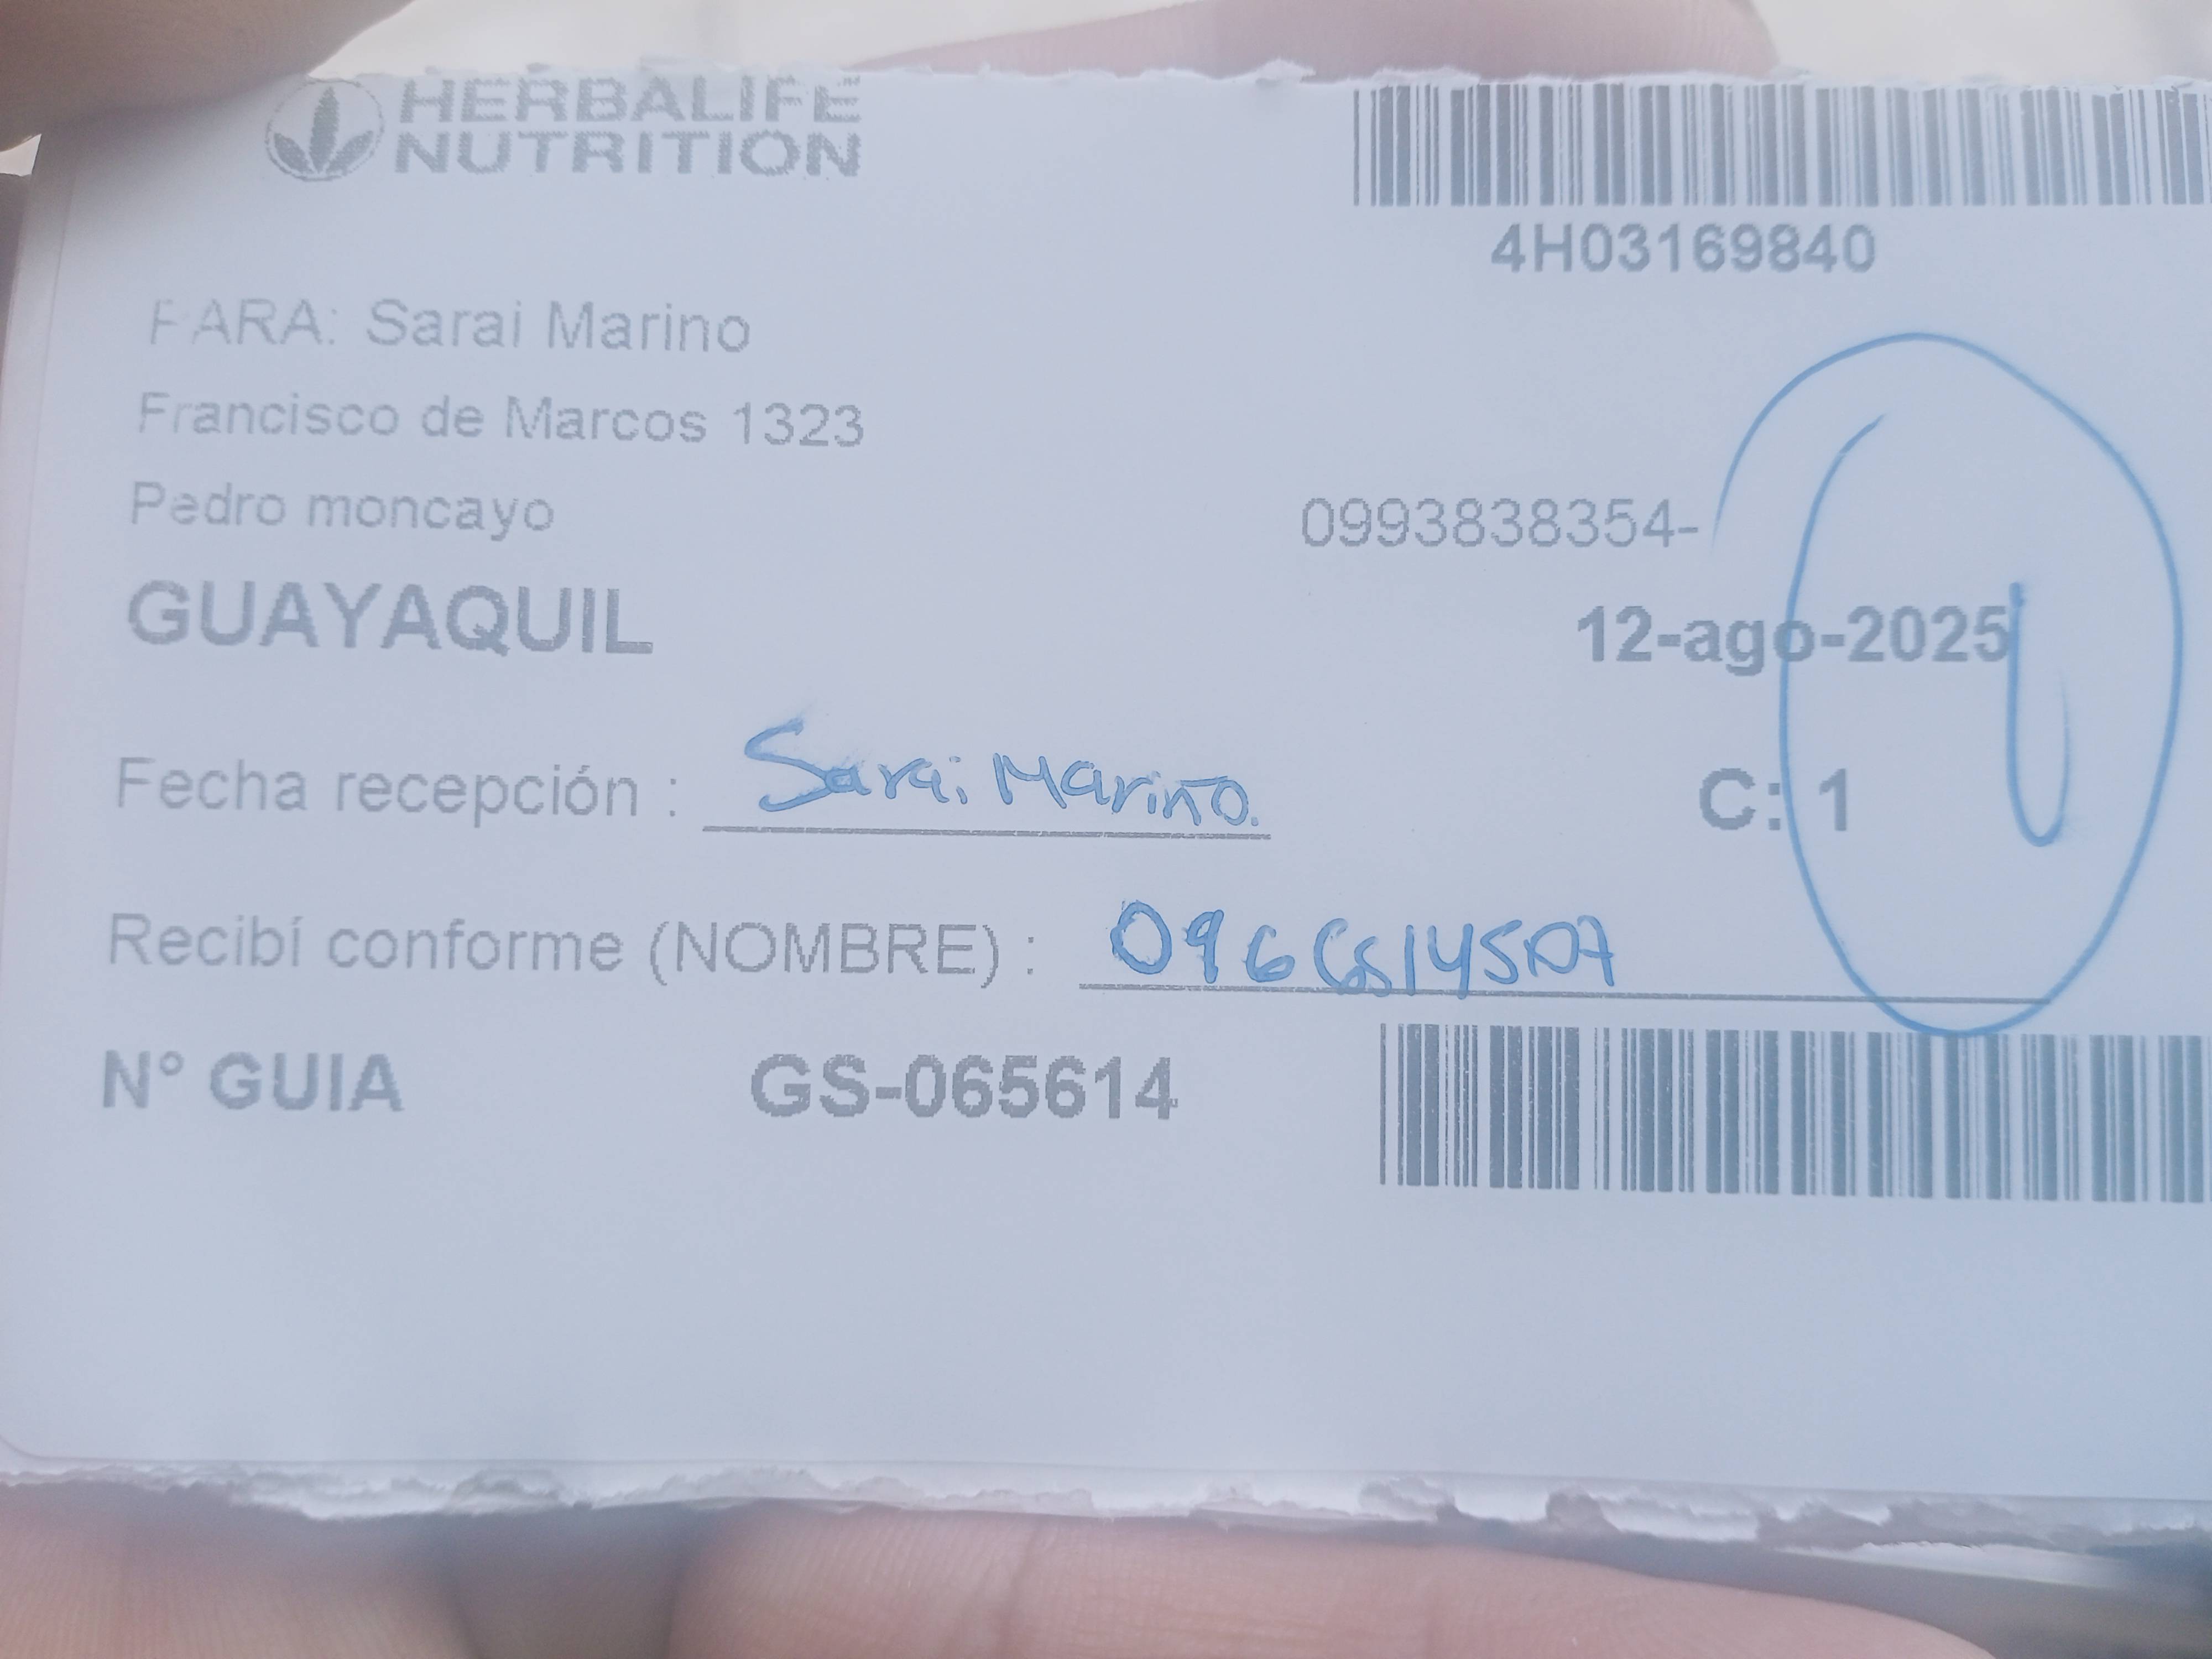 HERBALIFE
NUTRITION
4H03169840
PARA: Sarai Marino
Francisco de Marcos 1323
Pedro moncayo
0993838354-
GUAYAQUIL
12-ago-2025
Fecha recepción : Sarai Mariño.
C: 1
Recibí conforme (NOMBRE) :
N° GUIA GS-065614